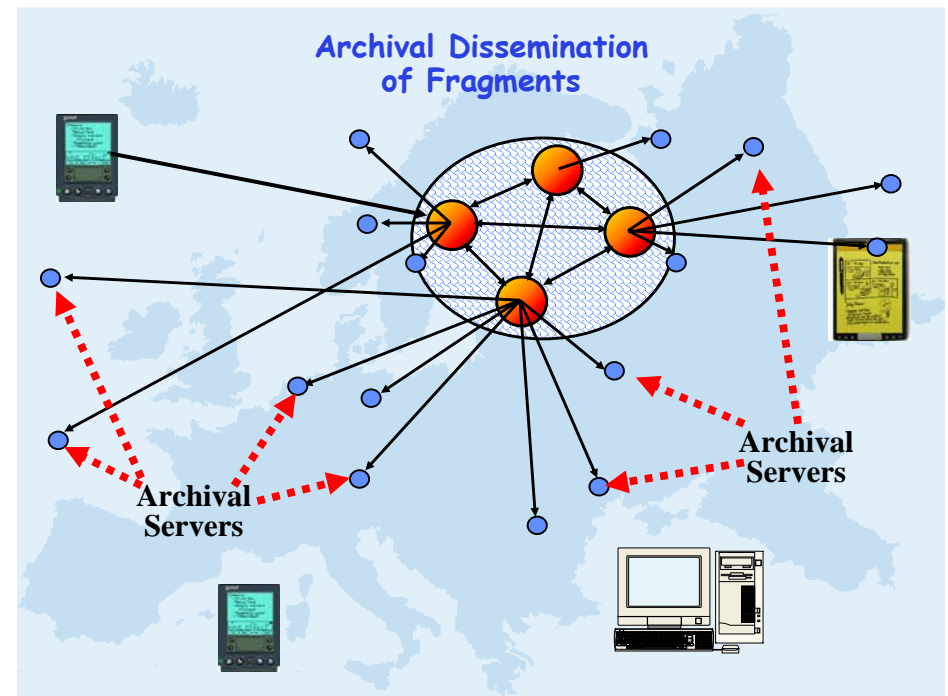 Archival Dissemination
of Fragments
Archival
Servers
Archival
Servers